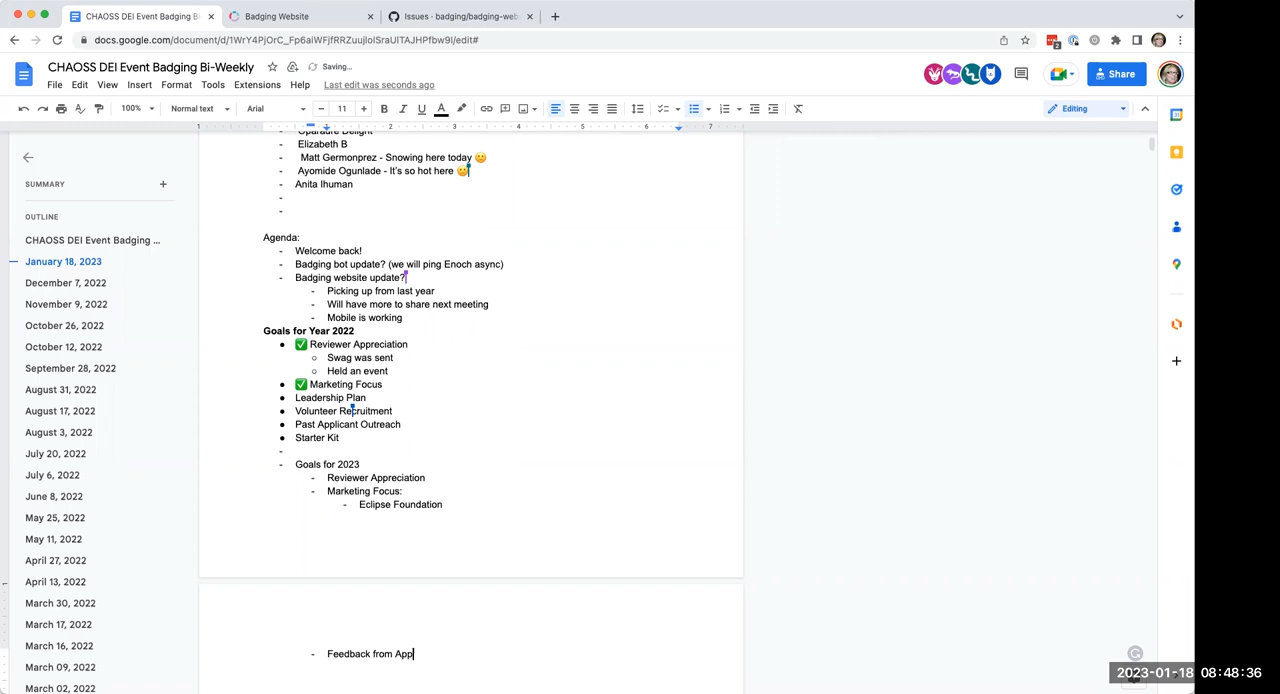 CHAOSS DEI Event Badging Bi
Badging Website
Issues · badging/badging-web
docs.google.com/document/d/1WrY4PjOrC_Fp6aiWFjfRRZuujlolSraUlTAJHPfbw9I/edit#
CHAOSS DEI Event Badging Bi-Weekly
Saving...
File Edit View Insert Format Tools Extensions Help Last edit was seconds ago
Share
100% Normal text Arial 11
Editing
1 1 2 3 4 5 6 7
Elizabeth B
Matt Germonprez - Snowing here today 🙁
Ayomide Ogunlade - It's so hot here 🙁
Anita Ihuman
Agenda:
- Welcome back!
- Badging bot update? (we will ping Enoch async)
- Badging website update?
- Picking up from last year
- Will have more to share next meeting
- Mobile is working
Goals for Year 2022
● ✅ Reviewer Appreciation
○ Swag was sent
○ Held an event
● ✅ Marketing Focus
● Leadership Plan
● Volunteer Recruitment
● Past Applicant Outreach
● Starter Kit
-
- Goals for 2023
- Reviewer Appreciation
- Marketing Focus:
- Eclipse Foundation
- Feedback from App
SUMMARY
OUTLINE
CHAOSS DEI Event Badging ...
January 18, 2023
December 7, 2022
November 9, 2022
October 26, 2022
October 12, 2022
September 28, 2022
August 31, 2022
August 17, 2022
August 3, 2022
July 20, 2022
July 6, 2022
June 8, 2022
May 25, 2022
May 11, 2022
April 27, 2022
April 13, 2022
March 30, 2022
March 17, 2022
March 16, 2022
March 09, 2022
March 02, 2022
2023-01-18 08:48:36